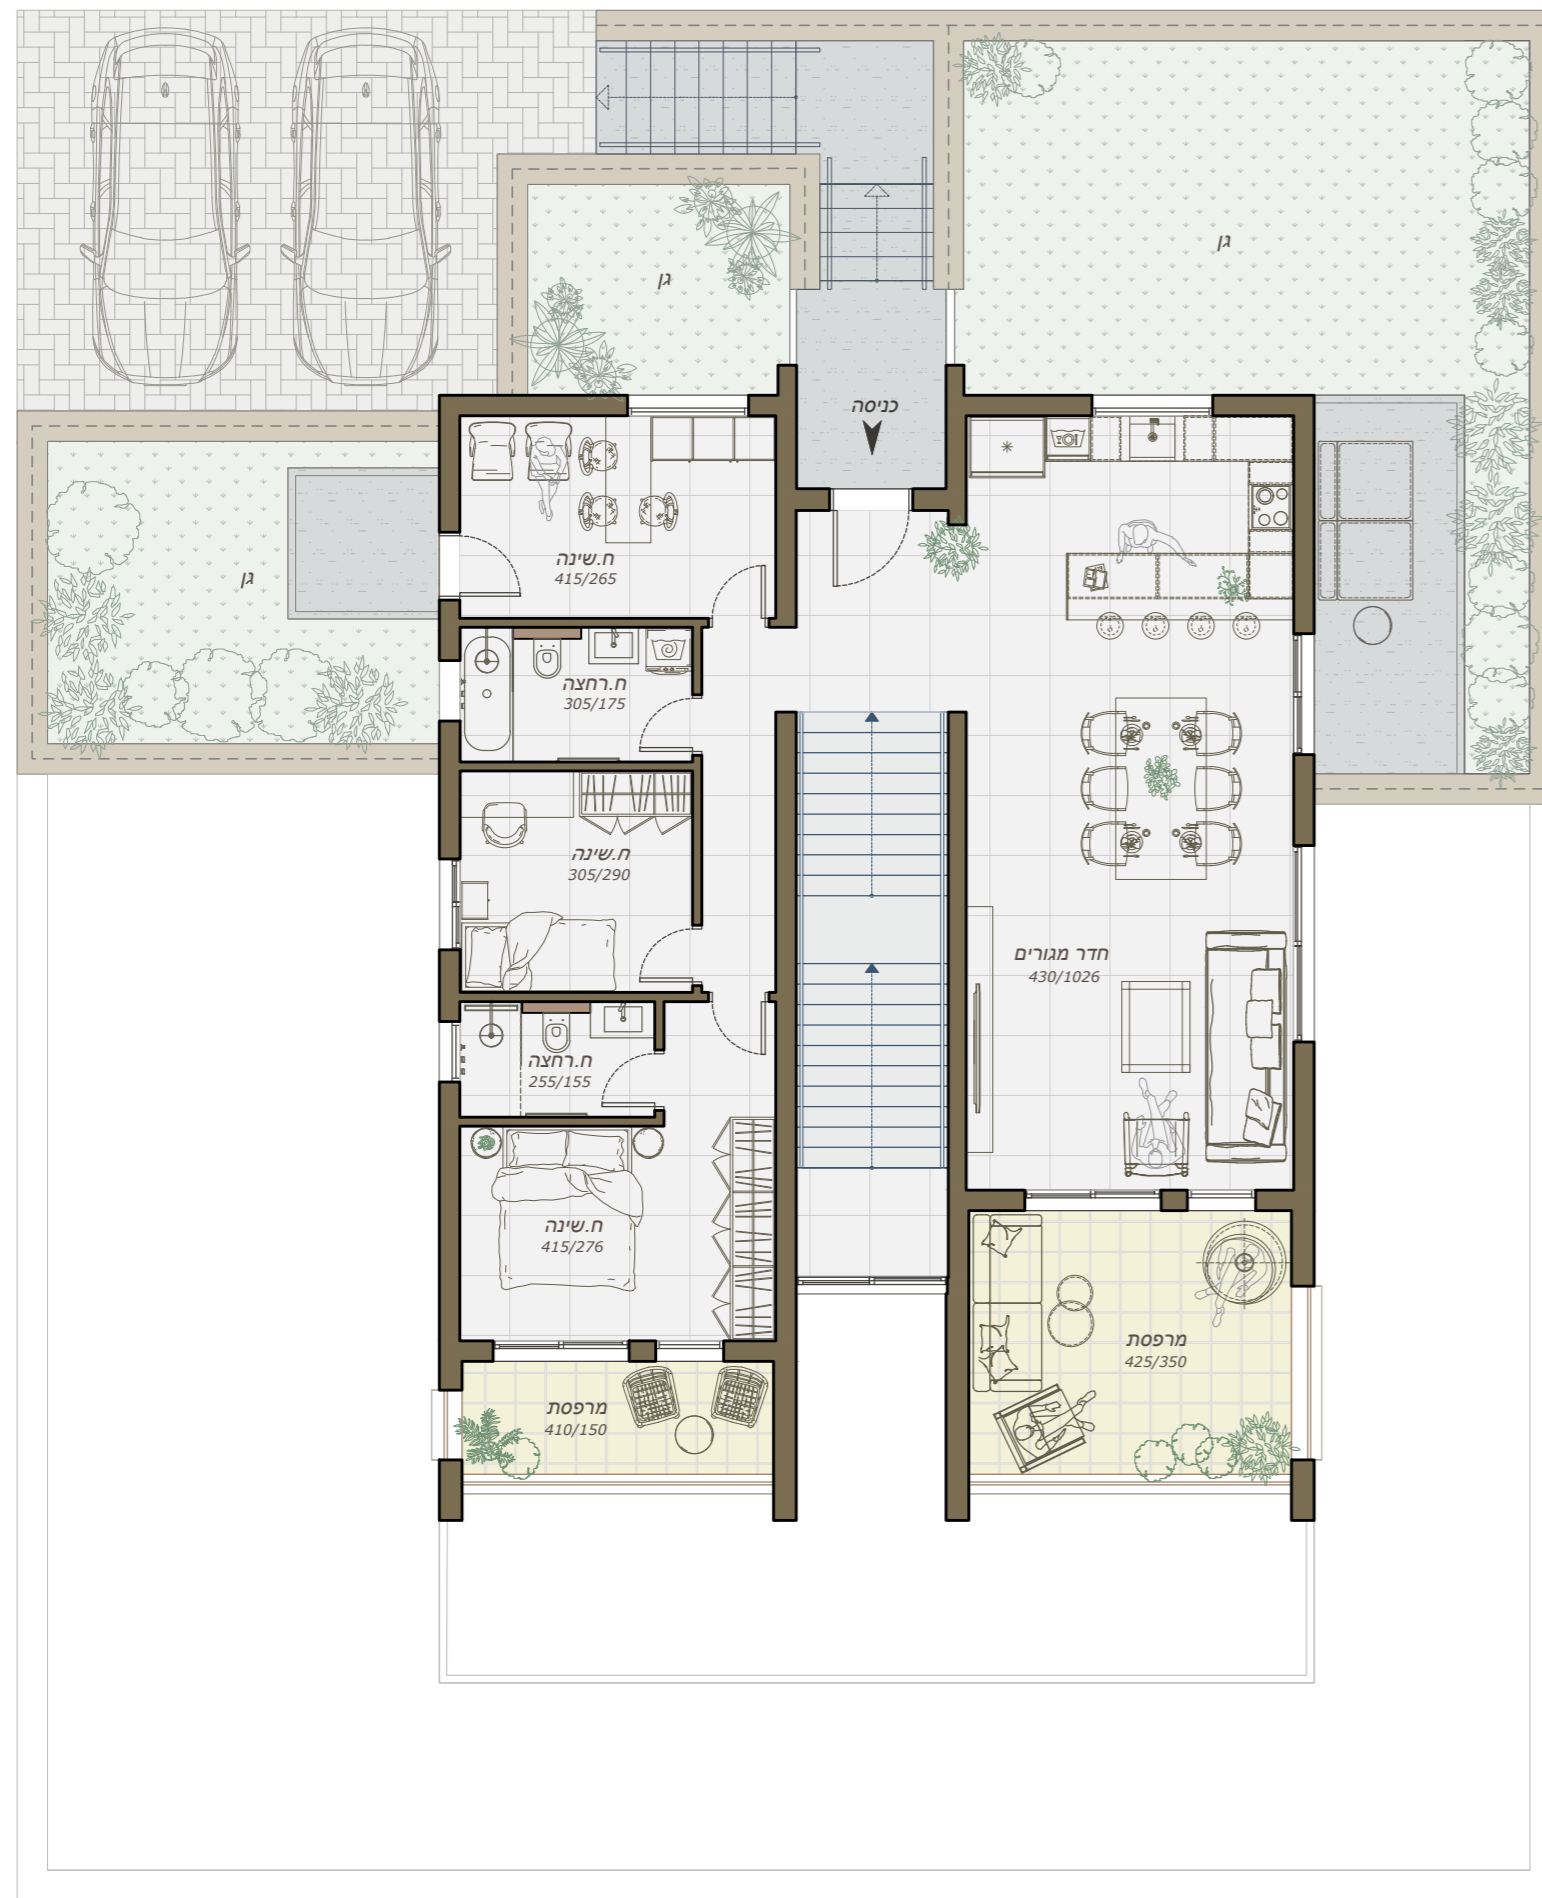 גן
גן
כניסה
ח.שינה
415/265
גן
ח.רחצה
305/175
ח.שינה
305/290
חדר מגורים
430/1026
ח.רחצה
255/155
ח.שינה
415/276
מרפסת
425/350
מרפסת
410/150